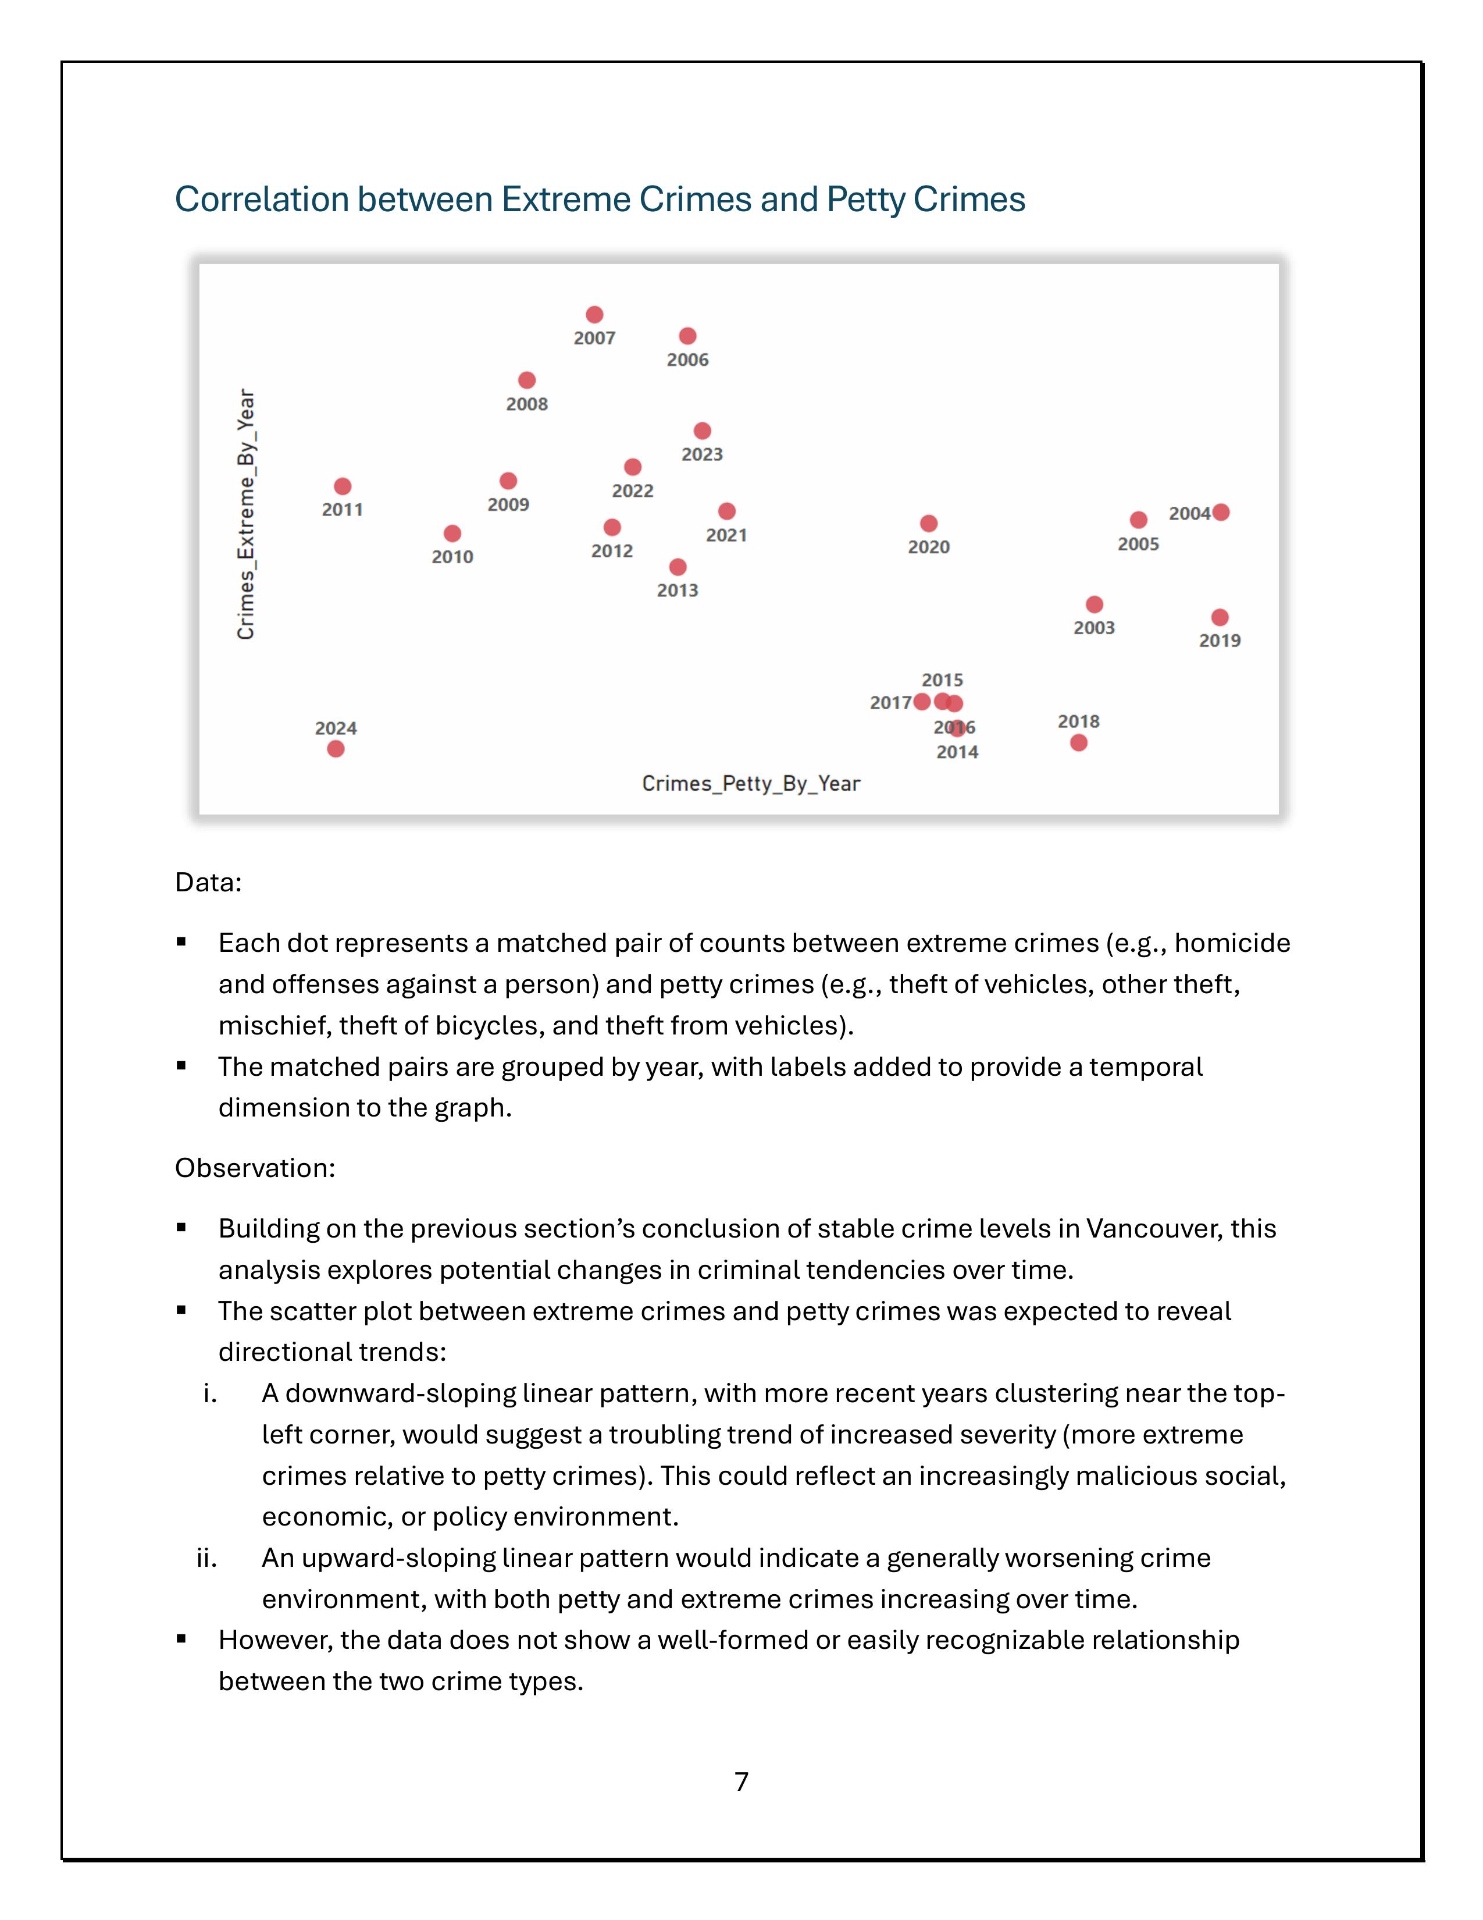 Correlation between Extreme Crimes and Petty Crimes
2007
2006
2008
2023
2022
2011
2009
2004
2021
2012
2005
2020
2010
2013
2003
2019
2015
2017
2018
2016
2024
2014
Crimes_Extreme_By_Year
Crimes_Petty_By_Year
Data:
▪ Each dot represents a matched pair of counts between extreme crimes (e.g., homicide
and offenses against a person) and petty crimes (e.g., theft of vehicles, other theft,
mischief, theft of bicycles, and theft from vehicles).
▪ The matched pairs are grouped by year, with labels added to provide a temporal
dimension to the graph.
Observation:
▪ Building on the previous section’s conclusion of stable crime levels in Vancouver, this
analysis explores potential changes in criminal tendencies over time.
▪ The scatter plot between extreme crimes and petty crimes was expected to reveal
directional trends:
i. A downward-sloping linear pattern, with more recent years clustering near the top-
left corner, would suggest a troubling trend of increased severity (more extreme
crimes relative to petty crimes). This could reflect an increasingly malicious social,
economic, or policy environment.
ii. An upward-sloping linear pattern would indicate a generally worsening crime
environment, with both petty and extreme crimes increasing over time.
▪ However, the data does not show a well-formed or easily recognizable relationship
between the two crime types.
7